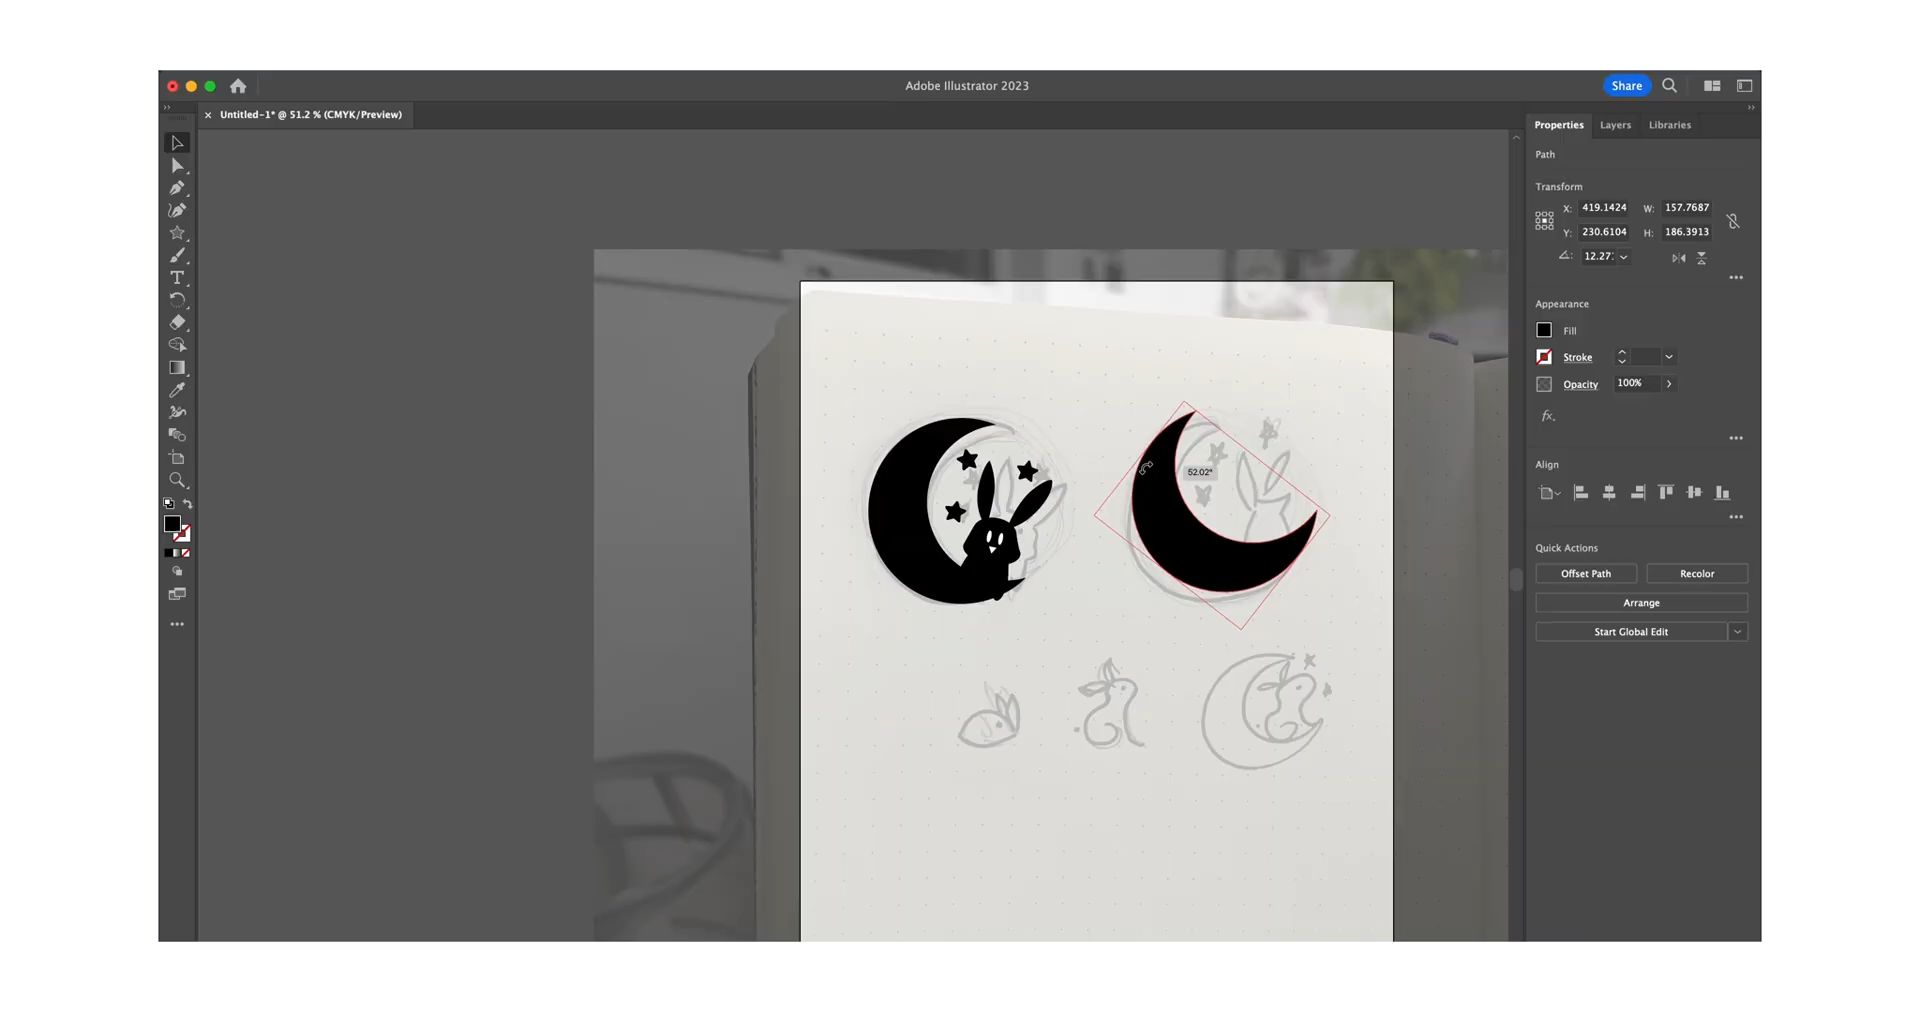 Adobe Illustrator 2023
Share
× Untitled-1* @ 51.2 % (CMYK/Preview)
Properties Layers Libraries
Path
Transform
X: 419.1424 W: 157.7687
Y: 230.6104 H: 186.3913
12.27:
Appearance
Fill
Stroke
Opacity 100%
fx.
Align
52.02°
Quick Actions
Offset Path Recolor
Arrange
Start Global Edit